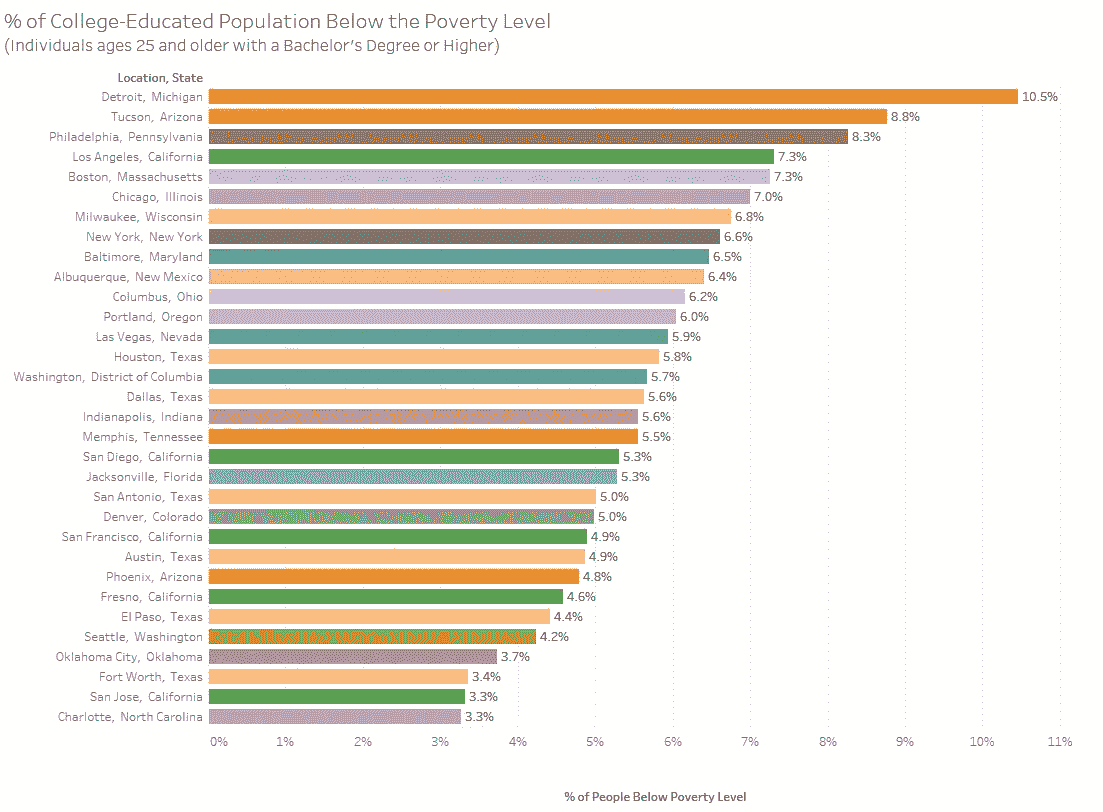 % of College-Educated Population Below the Poverty Level
(Individuals ages 25 and older with a Bachelor's Degree or Higher)
Location, State
Detroit, Michigan 10.5%
Tucson, Arizona 8.8%
Philadelphia, Pennsylvania 8.3%
Los Angeles, California 7.3%
Boston, Massachusetts 7.3%
Chicago, Illinois 7.0%
Milwaukee, Wisconsin 6.8%
New York, New York 6.6%
Baltimore, Maryland 6.5%
Albuquerque, New Mexico 6.4%
Columbus, Ohio 6.2%
Portland, Oregon 6.0%
Las Vegas, Nevada 5.9%
Houston, Texas 5.8%
Washington, District of Columbia 5.7%
Dallas, Texas 5.6%
Indianapolis, Indiana 5.6%
Memphis, Tennessee 5.5%
San Diego, California 5.3%
Jacksonville, Florida 5.3%
San Antonio, Texas 5.0%
Denver, Colorado 5.0%
San Francisco, California 4.9%
Austin, Texas 4.9%
Phoenix, Arizona 4.8%
Fresno, California 4.6%
El Paso, Texas 4.4%
Seattle, Washington 4.2%
Oklahoma City, Oklahoma 3.7%
Fort Worth, Texas 3.4%
San Jose, California 3.3%
Charlotte, North Carolina 3.3%
0% 1% 2% 3% 4% 5% 6% 7% 8% 9% 10% 11%
% of People Below Poverty Level